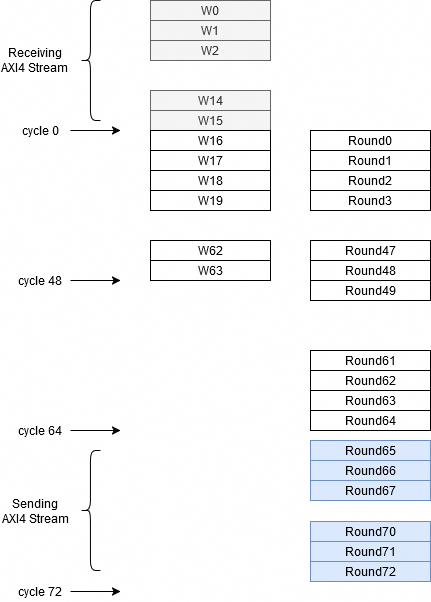 W0
W1
W2
Receiving
AXI4 Stream
W14
W15
cycle 0
W16
Round0
W17
Round1
W18
Round2
W19
Round3
W62
Round47
W63
Round48
cycle 48
Round49
Round61
Round62
Round63
Round64
cycle 64
Round65
Round66
Round67
Sending
AXI4 Stream
Round70
Round71
Round72
cycle 72